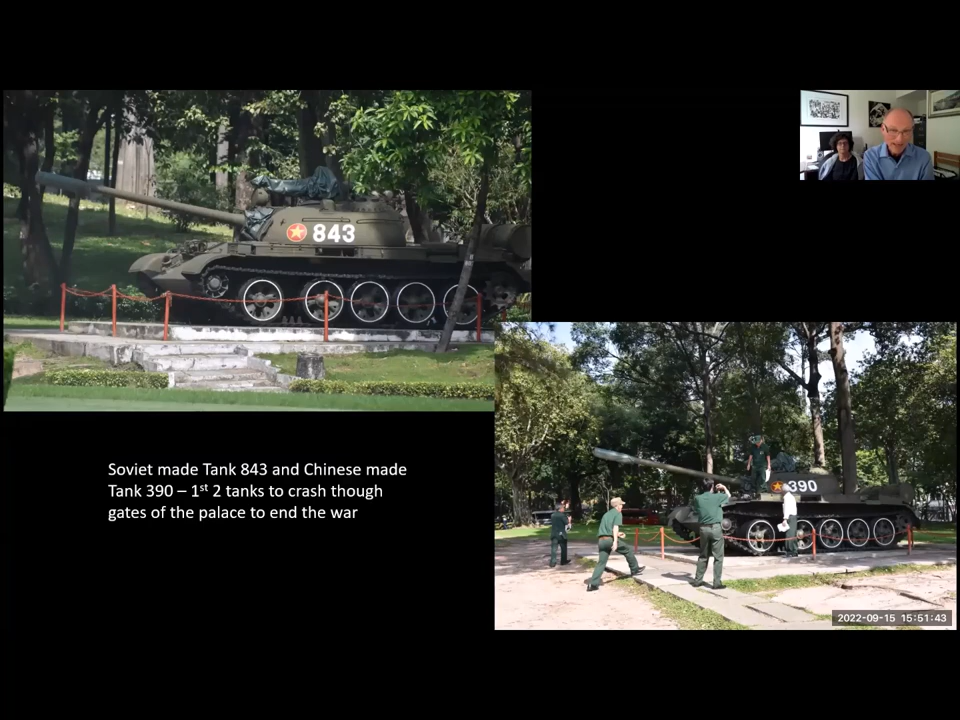 843
390
Soviet made Tank 843 and Chinese made
Tank 390 – 1st 2 tanks to crash though
gates of the palace to end the war
2022-09-15 15:51:43